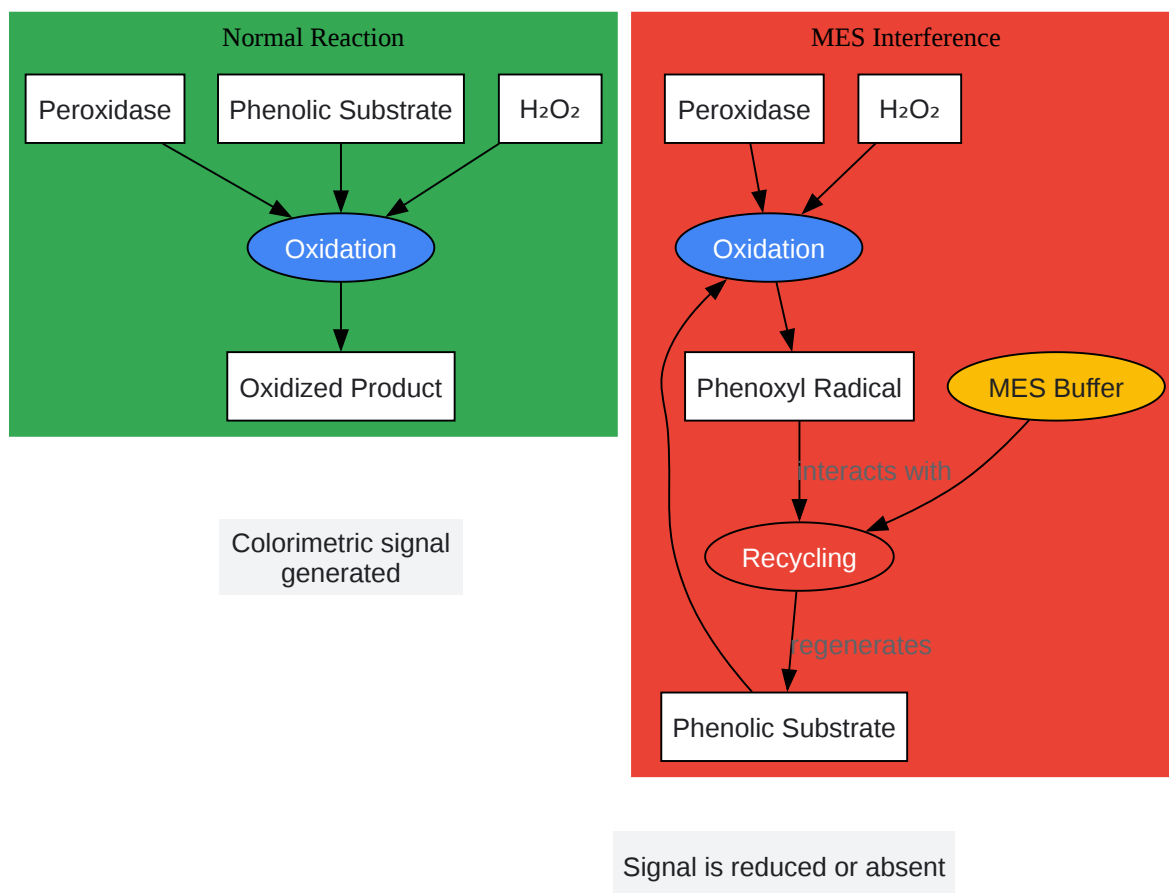 Normal Reaction
Peroxidase
Phenolic Substrate
H₂O₂
Oxidation
Oxidized Product
Colorimetric signal
generated
MES Interference
Peroxidase
H₂O₂
Oxidation
Phenoxyl Radical
MES Buffer
interacts with
Recycling
regenerates
Phenolic Substrate
Signal is reduced or absent